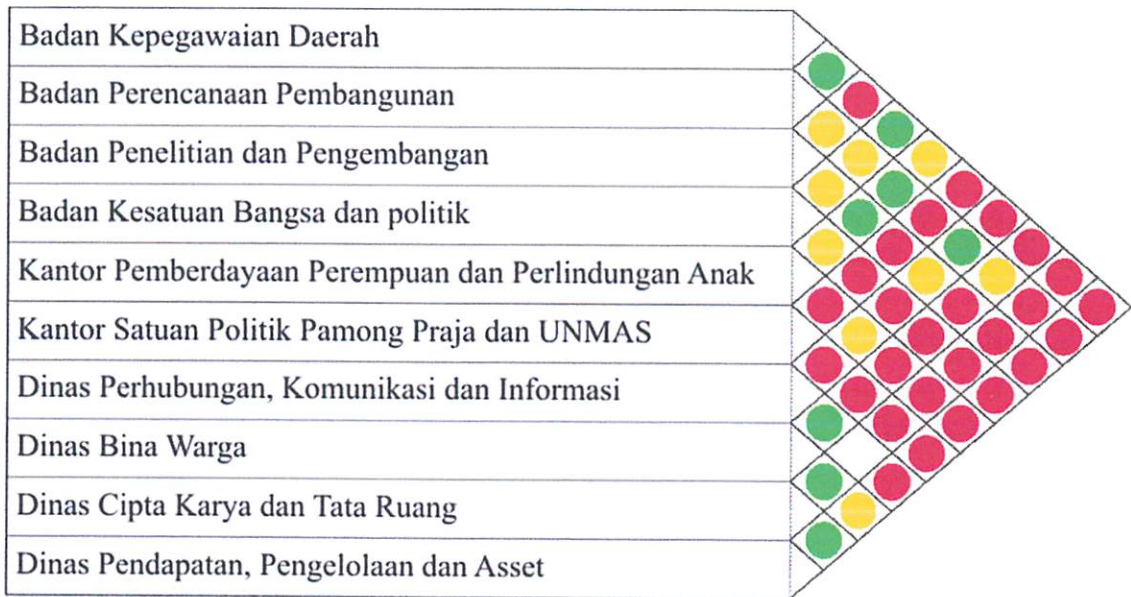 Badan Kepegawaian Daerah
Badan Perencanaan Pembangunan
Badan Penelitian dan Pengembangan
Badan Kesatuan Bangsa dan politik
Kantor Pemberdayaan Perempuan dan Perlindungan Anak
Kantor Satuan Politik Pamong Praja dan UNMAS
Dinas Perhubungan, Komunikasi dan Informasi
Dinas Bina Warga
Dinas Cipta Karya dan Tata Ruang
Dinas Pendapatan, Pengelolaan dan Asset